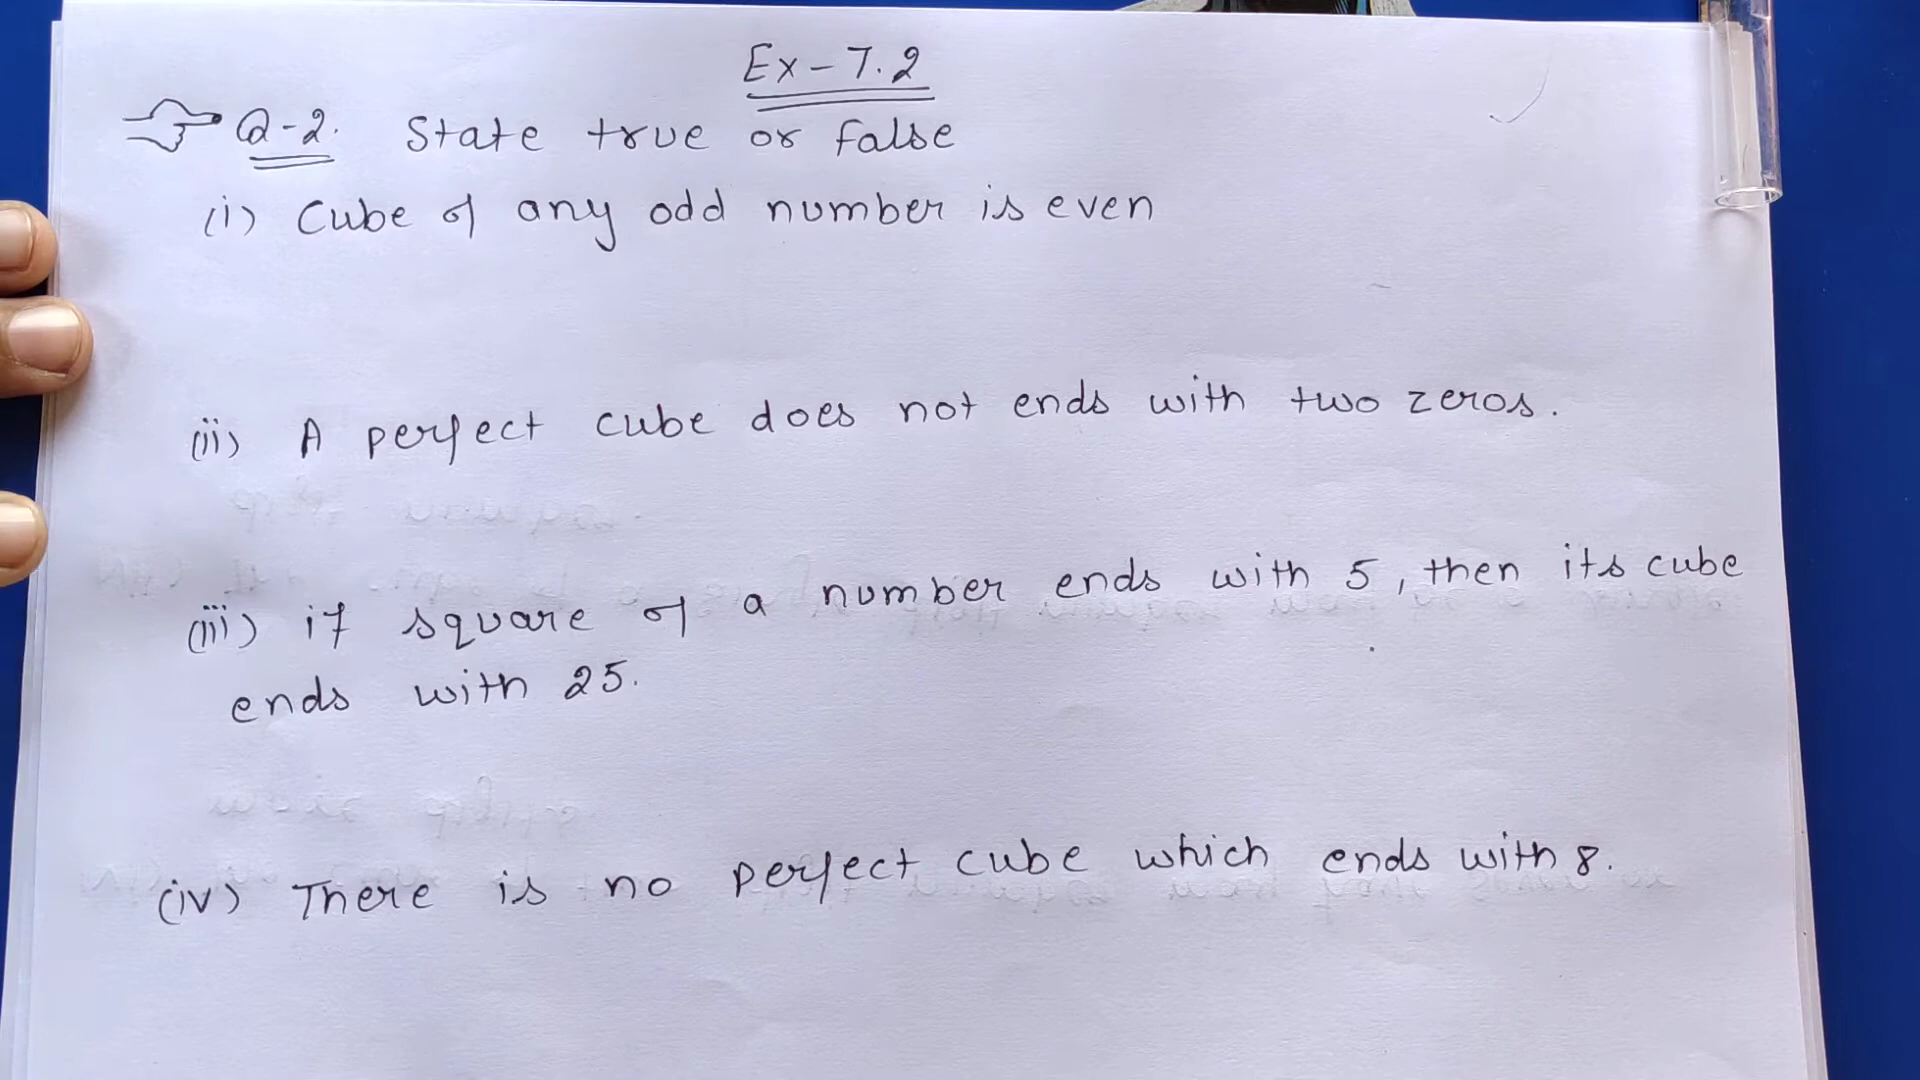 Ex-7.2
Q-2. State true or false
(i) Cube of any odd number is even
(ii) A perfect cube does not ends with two zeros.
(iii) if square of a number ends with 5, then its cube
ends with 25.
(iv) There is no perfect cube which ends with 8.